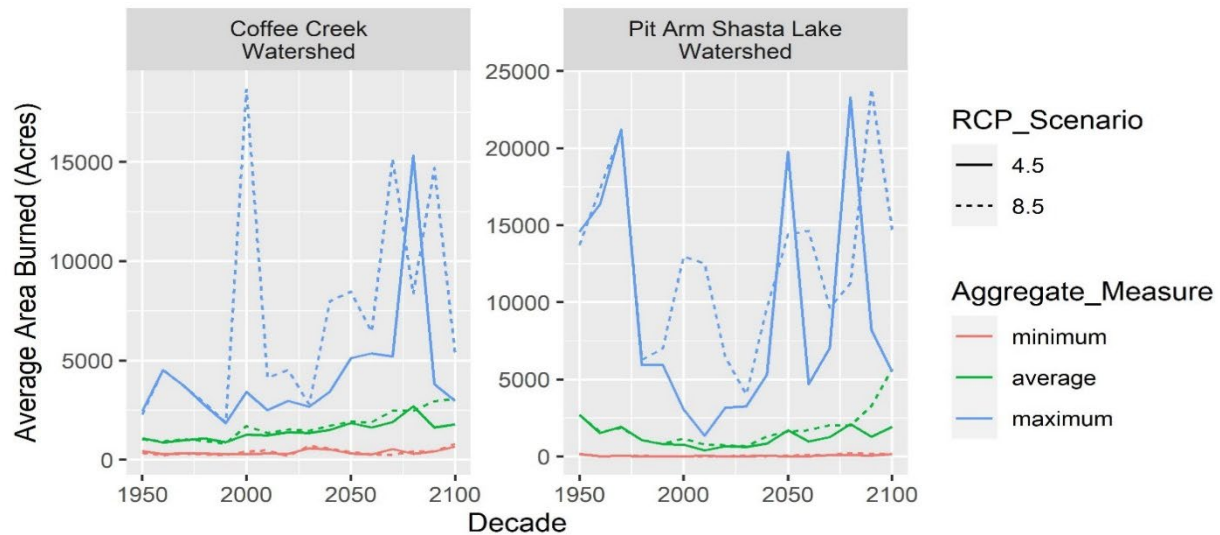 Coffee Creek
Watershed
Pit Arm Shasta Lake
Watershed
Average Area Burned (Acres)
15000
10000
5000
0
1950
2000
2050
2100
25000
20000
15000
10000
5000
0
1950
2000
2050
2100
Decade
RCP_Scenario
4.5
8.5
Aggregate_Measure
minimum
average
maximum